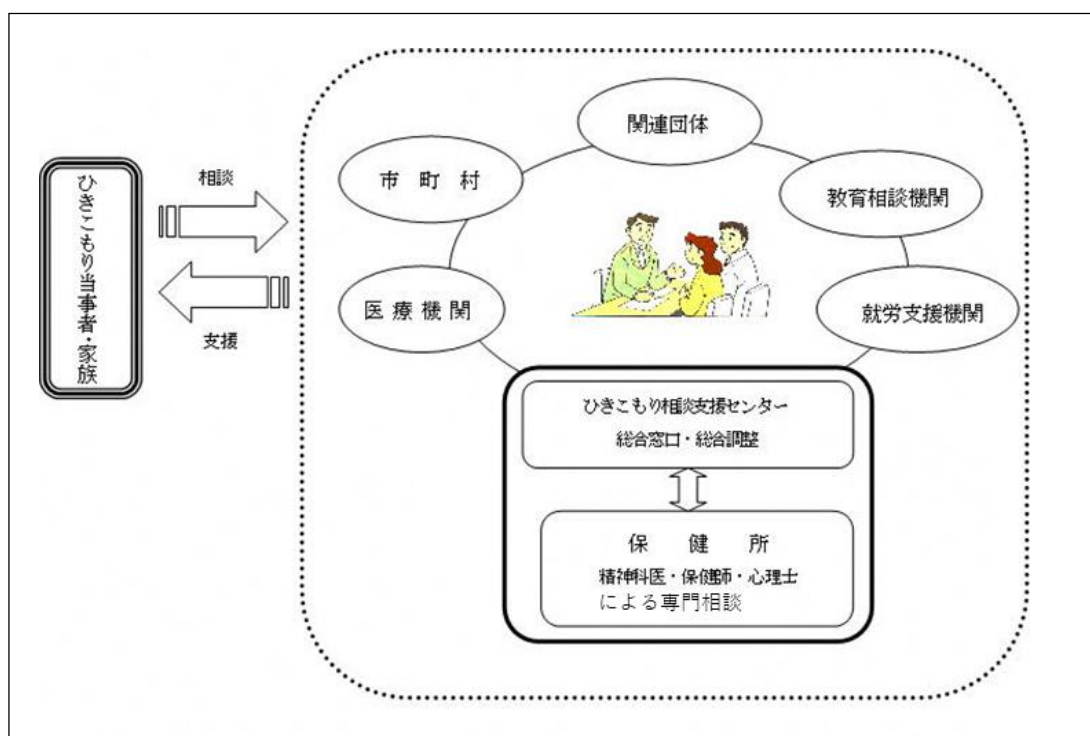 ひきこもり当事者・家族
相談
支援
関連団体
市町村
教育相談機関
医療機関
就労支援機関
ひきこもり相談支援センター
総合窓口・総合調整
保健所
精神科医・保健師・心理士
による専門相談